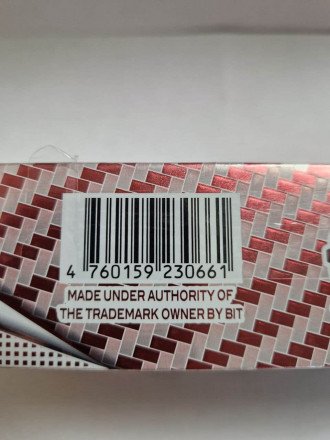 4 760159 230661
MADE UNDER AUTHORITY OF
THE TRADEMARK OWNER BY BIT